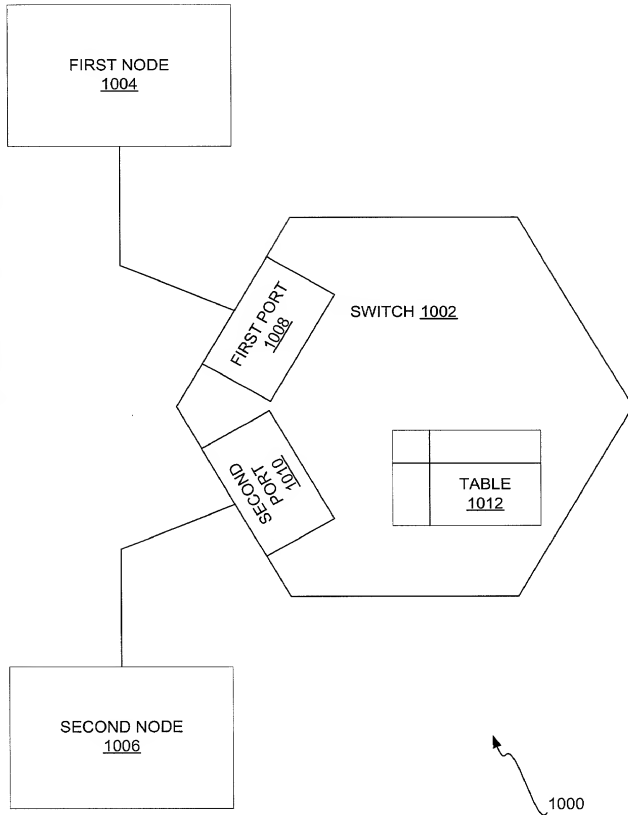 FIRST NODE
1004
SWITCH 1002
FIRST PORT
1008
SECOND
PORT
1010
TABLE
1012
SECOND NODE
1006
1000